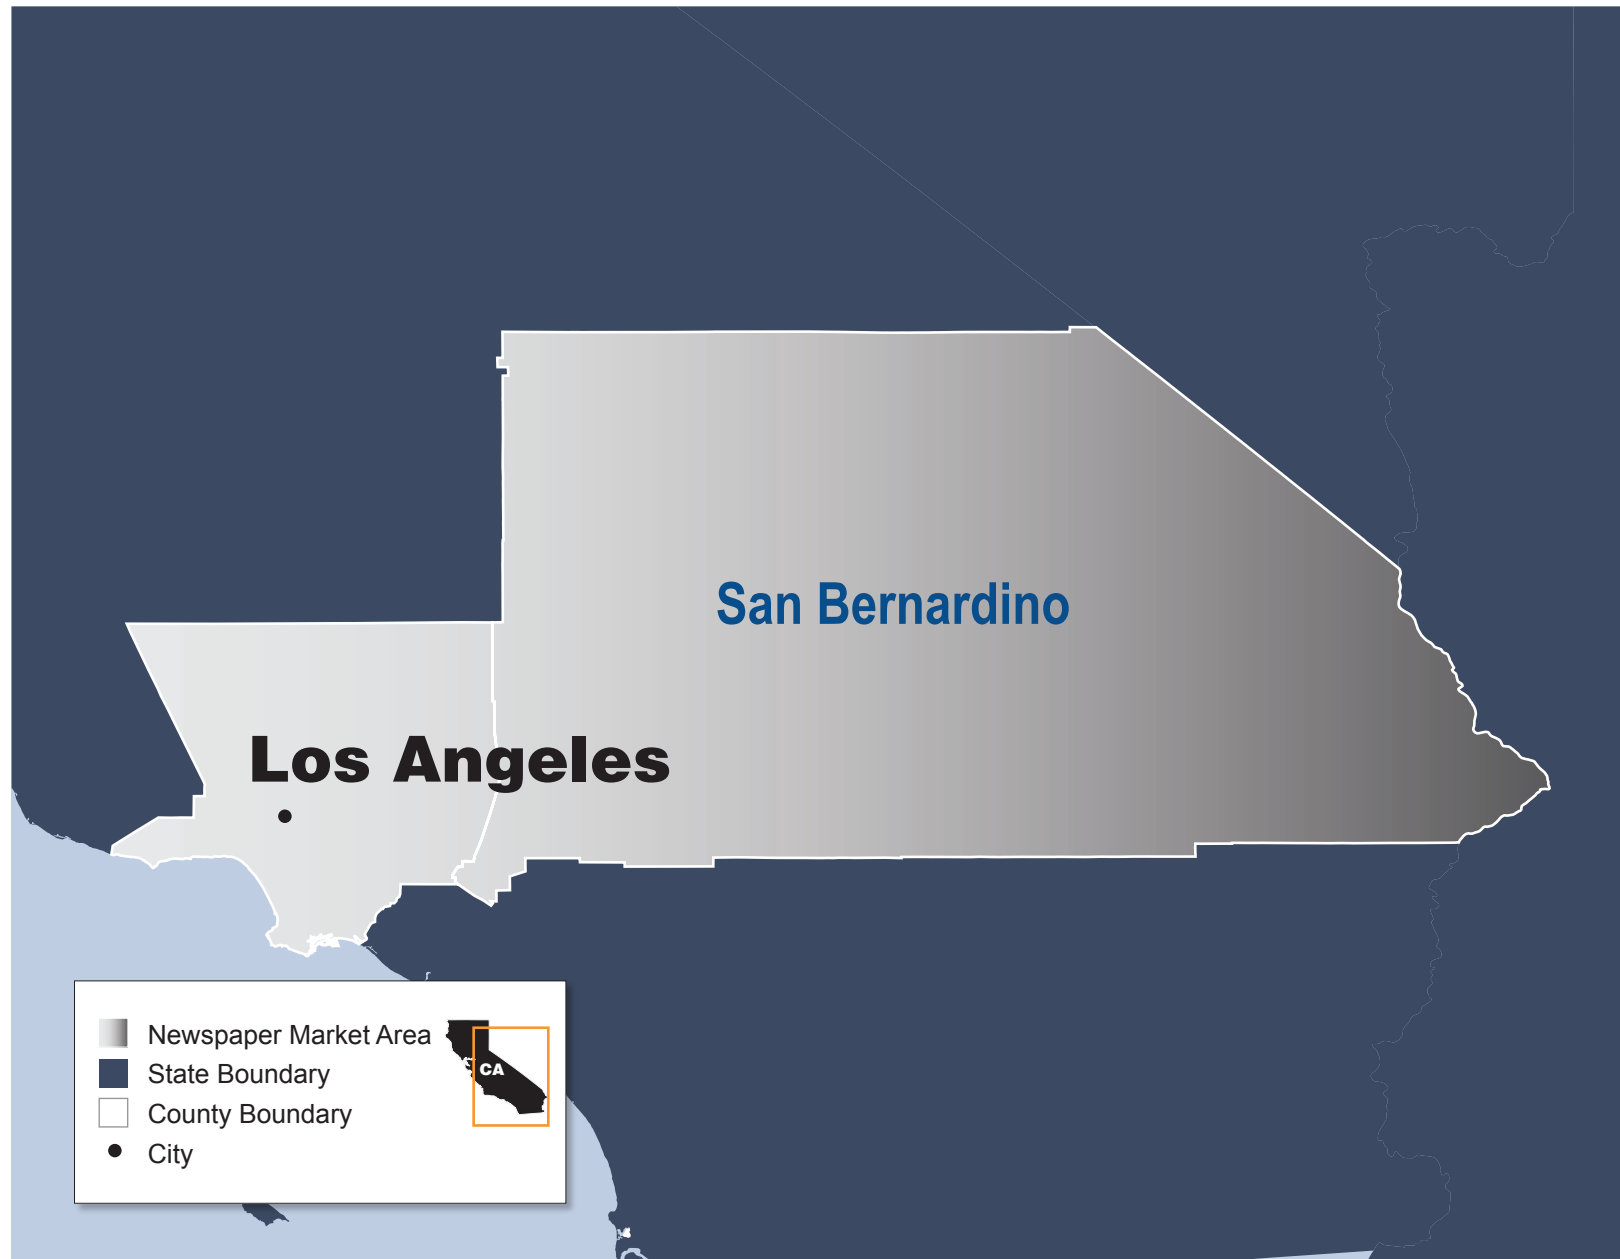 San Bernardino
Los Angeles
Newspaper Market Area
State Boundary
County Boundary
City
CA